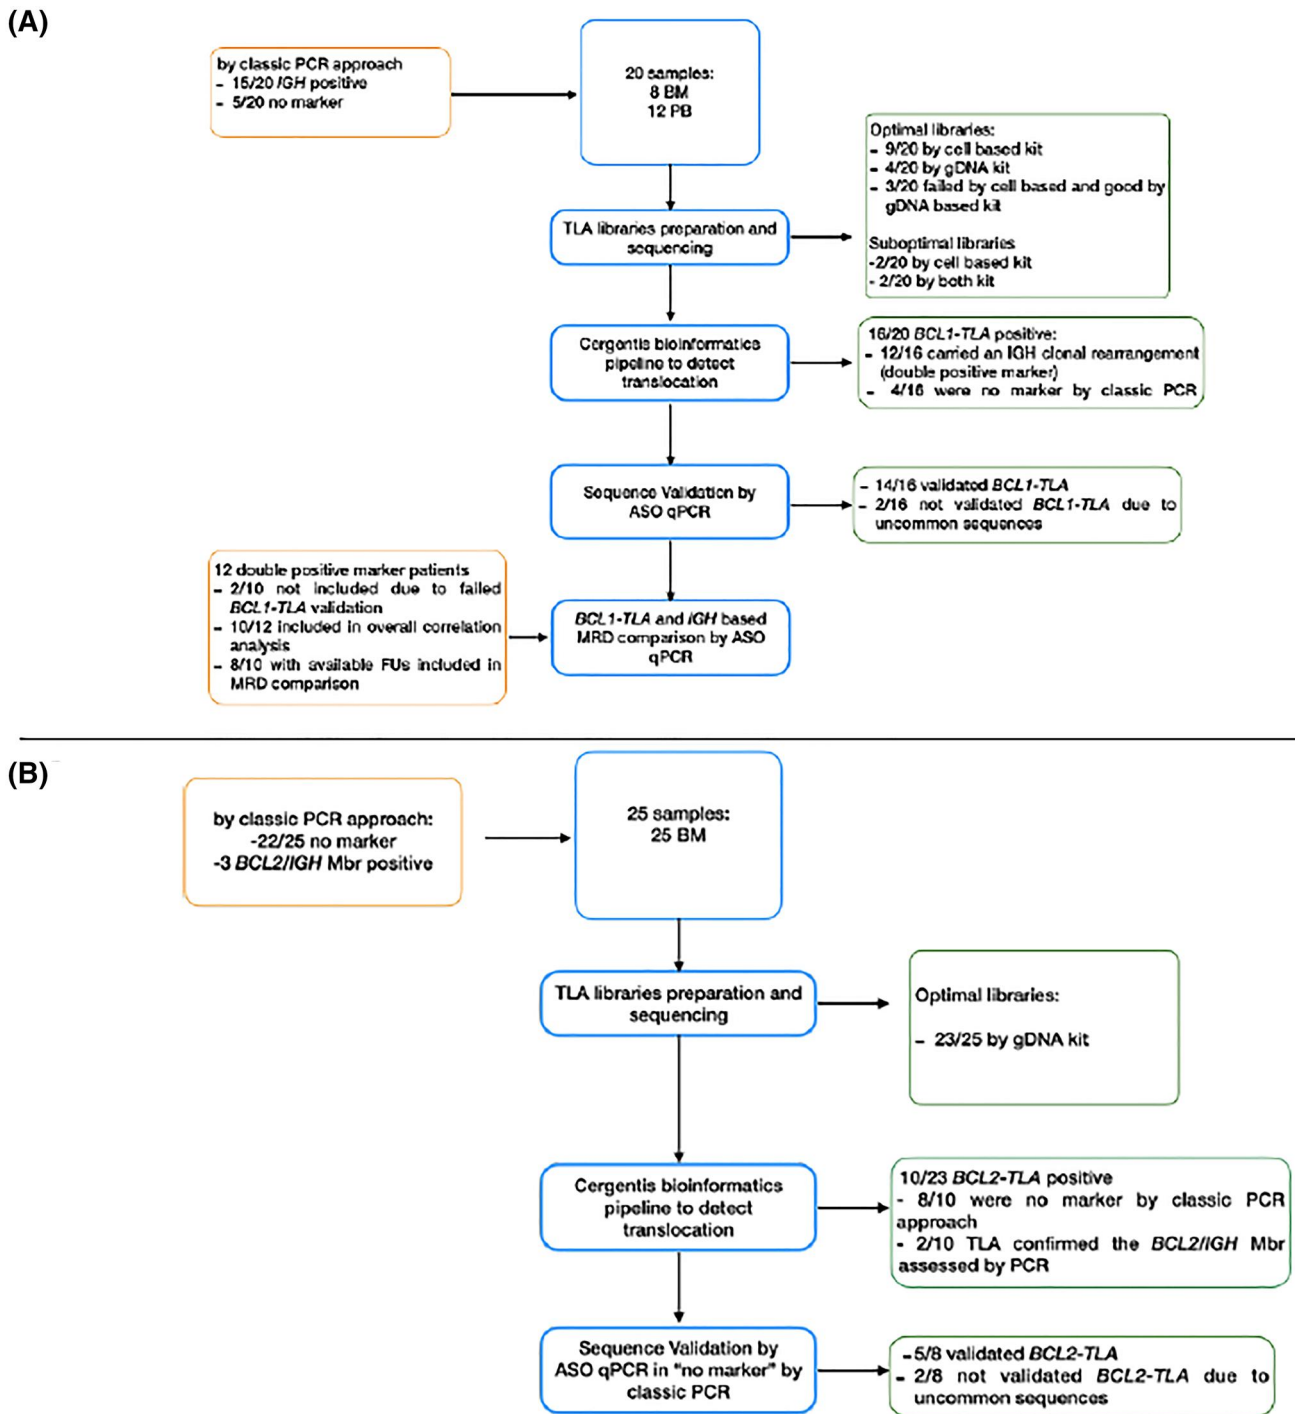 (A)
by classic PCR approach
- 15/20 IGH positive
- 5/20 no marker
20 samples:
8 BM
12 PB
Optimal libraries:
- 9/20 by cell based kit
- 4/20 by gDNA kit
- 3/20 failed by cell based and good by
gDNA based kit
Suboptimal libraries
-2/20 by cell based kit
- 2/20 by both kit
TLA libraries preparation and
sequencing
Cergentis bioinformatics
pipeline to detect
translocation
16/20 BCL1-TLA positive:
- 12/16 carried an IGH clonal rearrangement
(double positive marker)
- 4/16 were no marker by classic PCR
Sequence Validation by
ASO qPCR
- 14/16 validated BCL1-TLA
- 2/16 not validated BCL1-TLA due to
uncommon sequences
12 double positive marker patients
- 2/10 not included due to failed
BCL1-TLA validation
- 10/12 included in overall correlation
analysis
- 8/10 with available FUs included in
MRD comparison
BCL1-TLA and IGH based
MRD comparison by ASO
qPCR
(B)
by classic PCR approach:
-22/25 no marker
-3 BCL2/IGH Mbr positive
25 samples:
25 BM
TLA libraries preparation and
sequencing
Optimal libraries:
- 23/25 by gDNA kit
Cergentis bioinformatics
pipeline to detect
translocation
10/23 BCL2-TLA positive
- 8/10 were no marker by classic PCR
approach
- 2/10 TLA confirmed the BCL2/IGH Mbr
assessed by PCR
Sequence Validation by
ASO qPCR in “no marker” by
classic PCR
- 5/8 validated BCL2-TLA
- 2/8 not validated BCL2-TLA due to
uncommon sequences